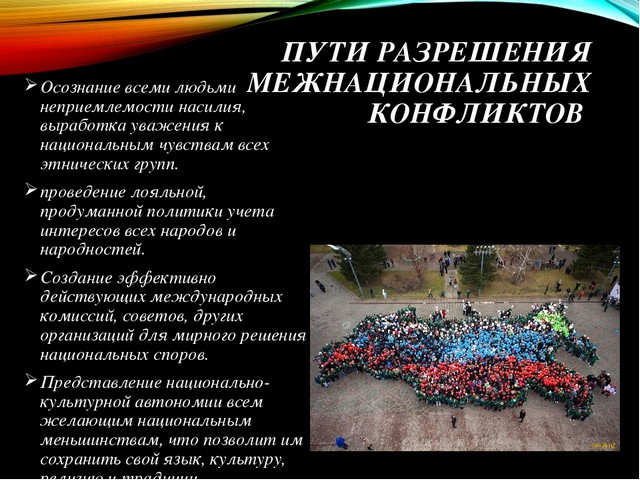 ПУТИ РАЗРЕШЕНИЯ
МЕЖНАЦИОНАЛЬНЫХ
КОНФЛИКТОВ
Осознание всеми людьми
неприемлемости насилия,
выработка уважения к
национальным чувствам всех
этнических групп.
проведение лояльной,
продуманной политики учета
интересов всех народов и
народностей.
Создание эффективно
действующих международных
комиссий, советов, других
организаций для мирного решения
национальных споров.
Представление национально-
культурной автономии всем
желающим национальным
меньшинствам, что позволит им
сохранить свой язык, культуру,
религию и традиции